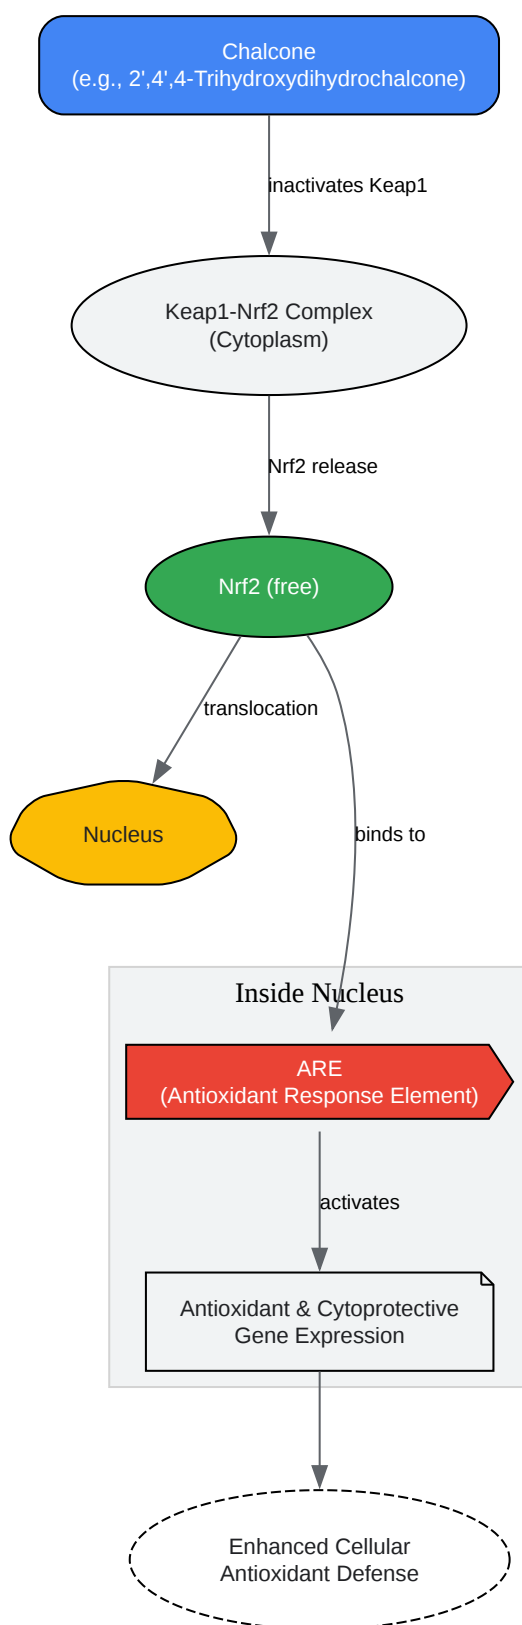 Chalcone
(e.g., 2',4',4-Trihydroxydihydrochalcone)
inactivates Keap1
Keap1-Nrf2 Complex
(Cytoplasm)
Nrf2 release
Nrf2 (free)
translocation
Nucleus
binds to
Inside Nucleus
ARE
(Antioxidant Response Element)
activates
Antioxidant & Cytoprotective
Gene Expression
Enhanced Cellular
Antioxidant Defense